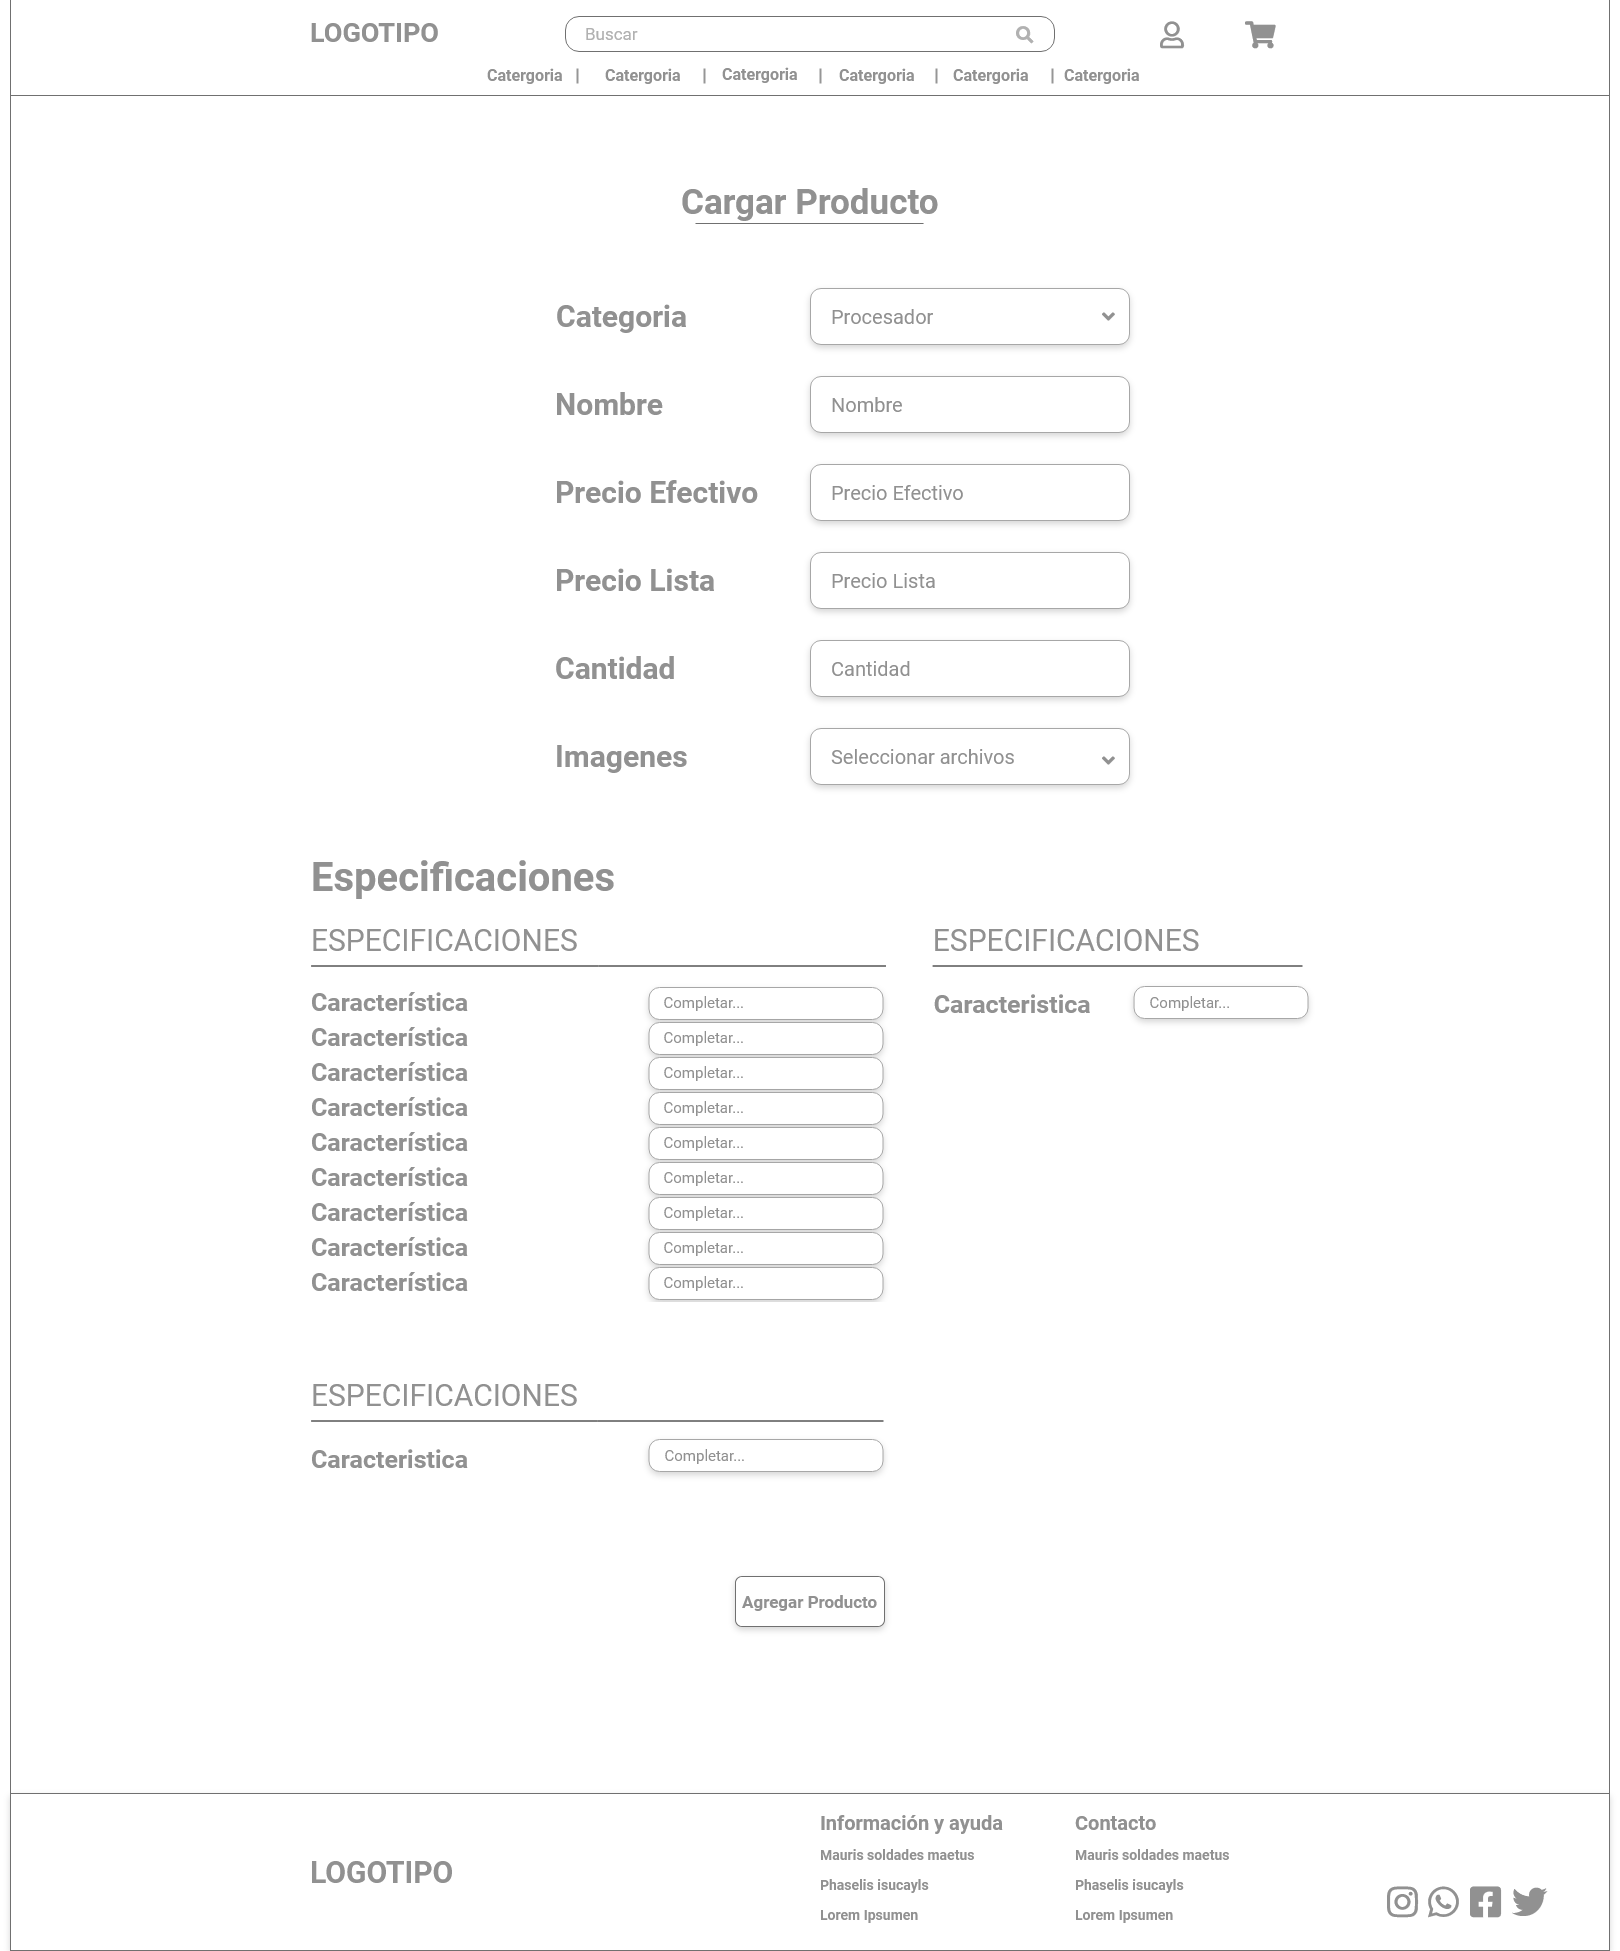 LOGOTIPO
Buscar
Catergoria | Catergoria | Catergoria | Catergoria | Catergoria | Catergoria
Cargar Producto
Categoria
Procesador
Nombre
Nombre
Precio Efectivo
Precio Efectivo
Precio Lista
Precio Lista
Cantidad
Cantidad
Imagenes
Seleccionar archivos
Especificaciones
ESPECIFICACIONES
Característica
Completar...
Característica
Completar...
Característica
Completar...
Característica
Completar...
Característica
Completar...
Característica
Completar...
Característica
Completar...
Característica
Completar...
Característica
Completar...
ESPECIFICACIONES
Caracteristica
Completar...
ESPECIFICACIONES
Caracteristica
Completar...
Agregar Producto
LOGOTIPO
Información y ayuda
Mauris soldades maetus
Phaselis isucayls
Lorem Ipsumen
Contacto
Mauris soldades maetus
Phaselis isucayls
Lorem Ipsumen